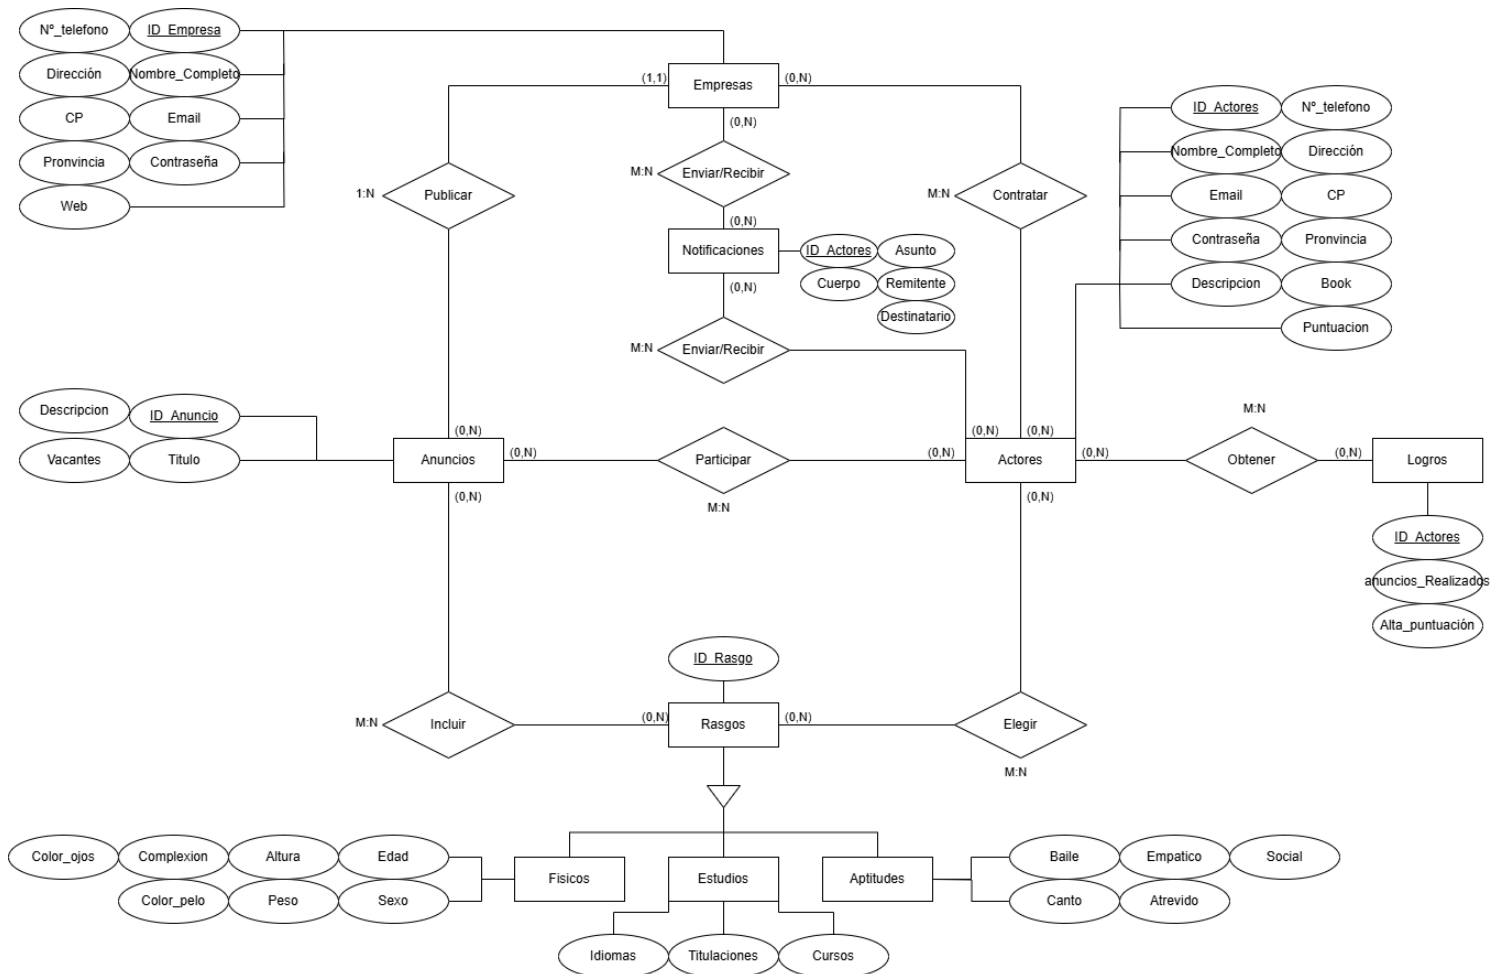 Nº_telefono
ID_Empresa
Dirección
Nombre_Completo
CP
Email
Pronvincia
Contraseña
Web
(1,1)
Empresas
(0,N)
(0,N)
ID_Actores
Nº_telefono
Nombre_Completo
Dirección
Email
CP
Contraseña
Pronvincia
Descripcion
Book
Puntuacion
1:N
Publicar
M:N
Enviar/Recibir
M:N
Contratar
(0,N)
Notificaciones
ID_Actores
Asunto
Cuerpo
Remitente
Destinatario
(0,N)
M:N
Enviar/Recibir
Descripcion
ID_Anuncio
Vacantes
Titulo
(0,N)
Anuncios
(0,N)
(0,N)
Participar
M:N
(0,N)
(0,N)
(0,N)
Actores
(0,N)
(0,N)
M:N
Obtener
(0,N)
Logros
ID_Actores
anuncios_Realizados
Alta_puntuación
ID_Rasgo
M:N
Incluir
(0,N)
Rasgos
(0,N)
Elegir
M:N
Color_ojos
Complexion
Altura
Edad
Color_pelo
Peso
Sexo
Fisicos
Estudios
Aptitudes
Baile
Empatico
Social
Canto
Atrevido
Idiomas
Titulaciones
Cursos